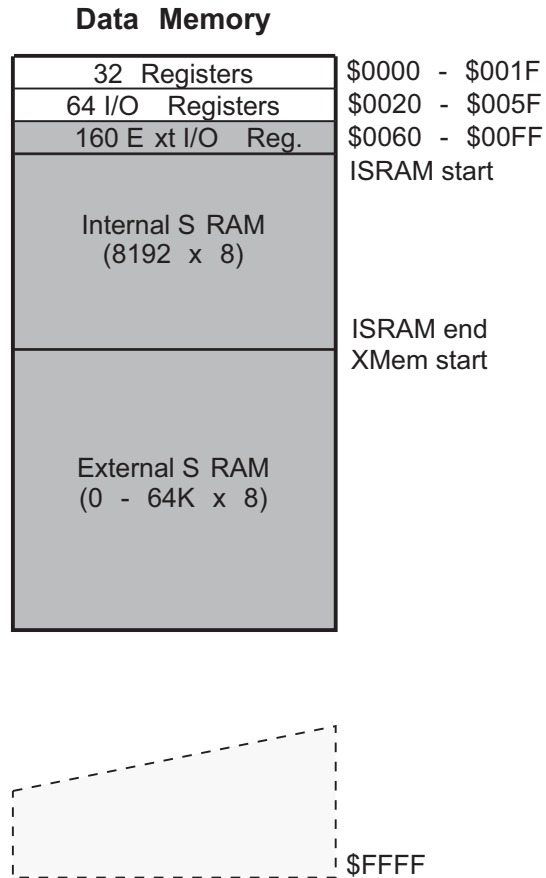 Data Memory
32 Registers $0000 - $001F
64 I/O Registers $0020 - $005F
160 E xt I/O Reg. $0060 - $00FF
ISRAM start
Internal S RAM
(8192 x 8)
ISRAM end
XMem start
External S RAM
(0 - 64K x 8)
$FFFF